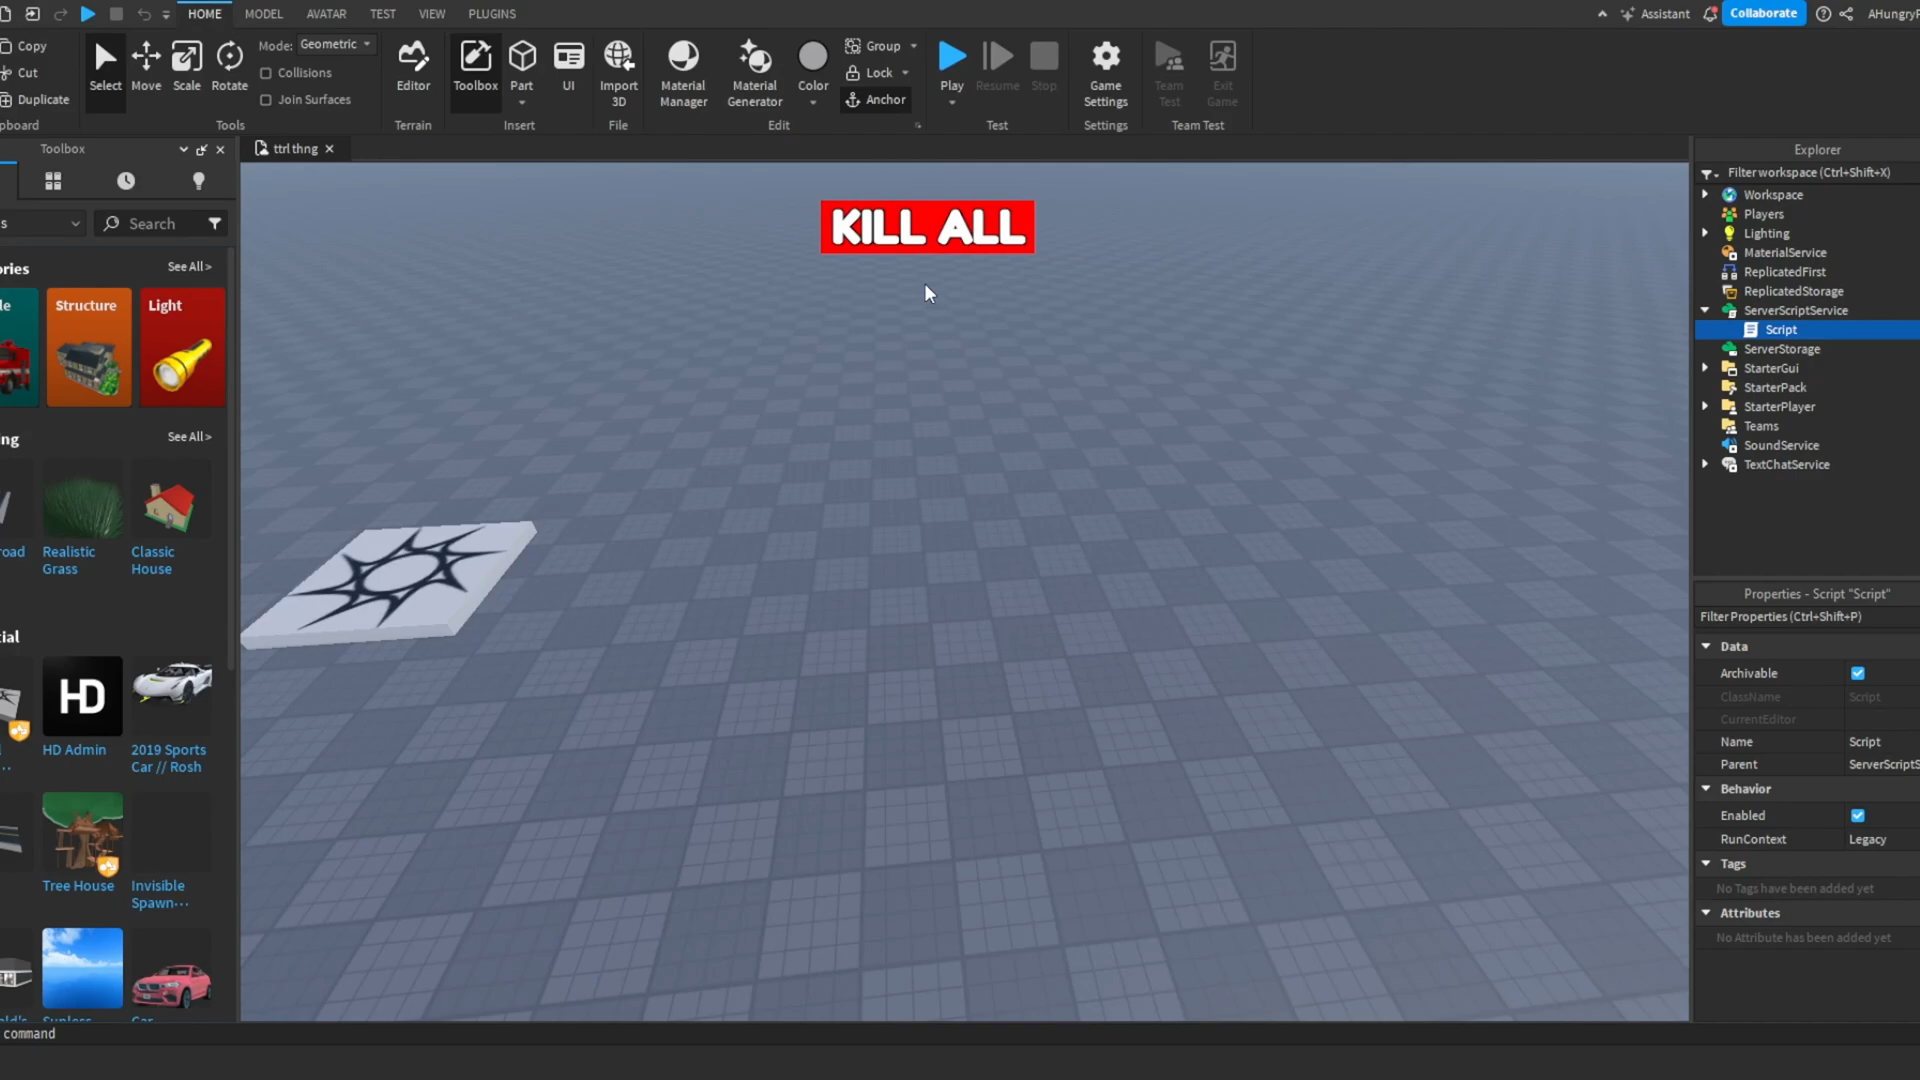 HOME MODEL AVATAR TEST VIEW PLUGINS
Assistant
Collaborate
Copy
Cut
Duplicate
pboard
Select
Move
Scale
Rotate
Mode: Geometric
Collisions
Join Surfaces
Tools
Editor
Terrain
Toolbox
Part
UI
Insert
Import
3D
File
Material
Manager
Material
Generator
Color
Group
Lock
Anchor
Edit
Play
Resume
Stop
Test
Game
Settings
Settings
Team
Test
Exit
Game
Team Test
Toolbox
s
Search
ories
See All >
le
Structure
Light
ng
See All >
road
Realistic
Grass
Classic
House
ial
HD
HD Admin
2019 Sports
Car // Rosh
Tree House
Invisible
Spawn...
command
ttrl thng
KILL ALL
Explorer
Filter workspace (Ctrl+Shift+X)
Workspace
Players
Lighting
MaterialService
ReplicatedFirst
ReplicatedStorage
ServerScriptService
Script
ServerStorage
StarterGui
StarterPack
StarterPlayer
Teams
SoundService
TextChatService
Properties - Script "Script"
Filter Properties (Ctrl+Shift+P)
Data
Archivable
ClassName Script
CurrentEditor
Name Script
Parent ServerScriptS
Behavior
Enabled
RunContext Legacy
Tags
No Tags have been added yet
Attributes
No Attribute has been added yet